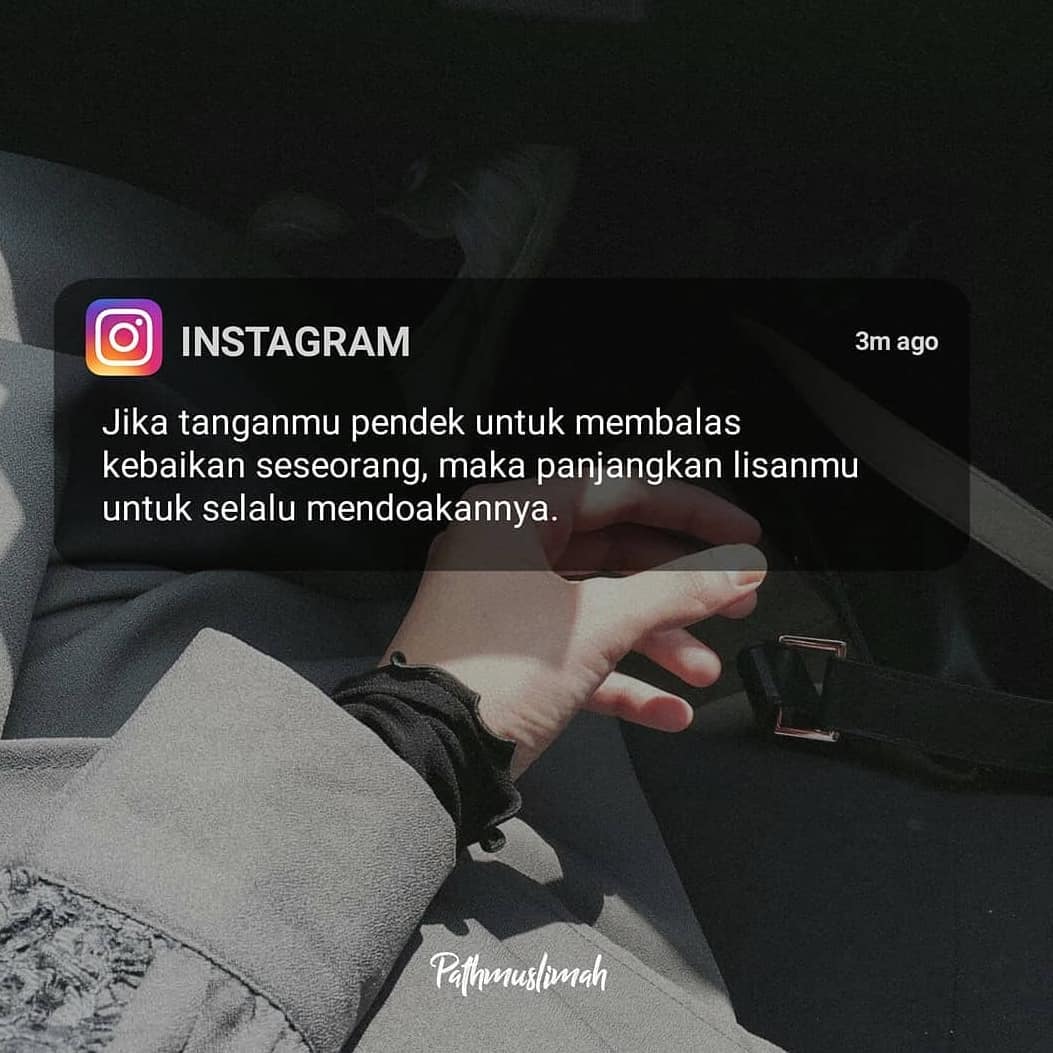 INSTAGRAM
3m ago
Jika tanganmu pendek untuk membalas
kebaikan seseorang, maka panjangkan lisanmu
untuk selalu mendoakannya.
Pathmuslimah